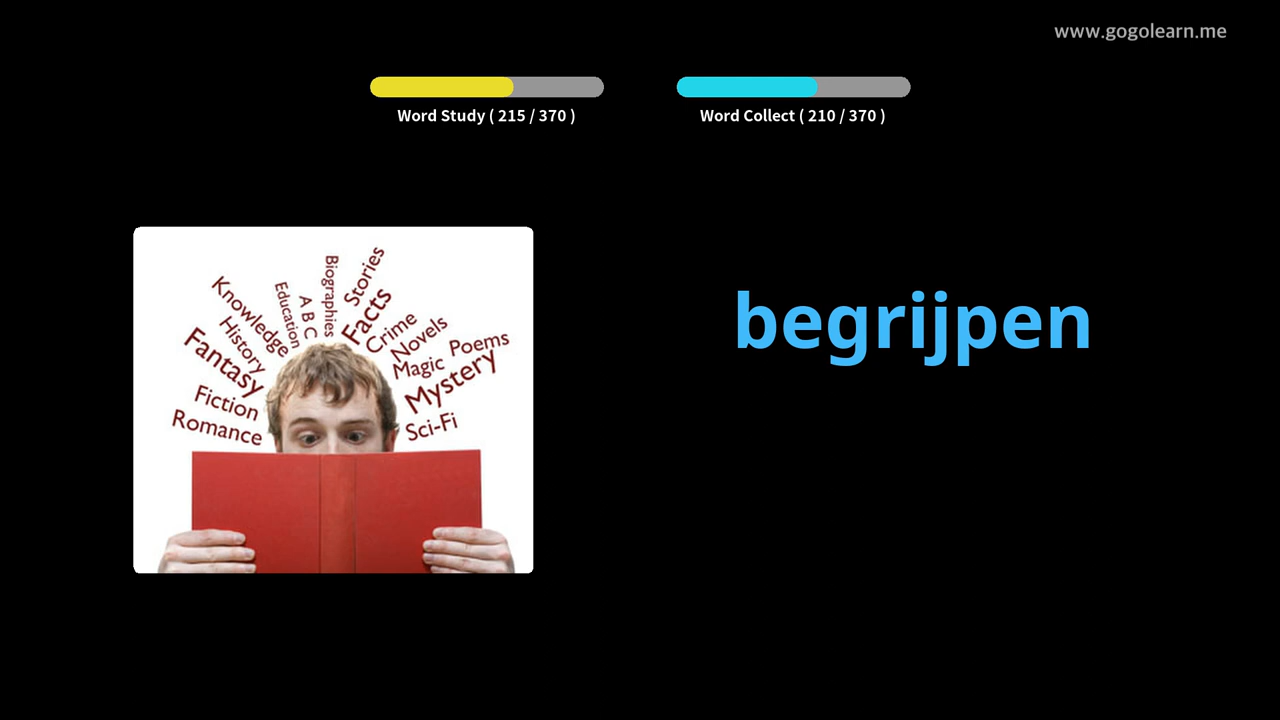 www.gogolearn.me
Word Study ( 215 / 370 )
Word Collect ( 210 / 370 )
Biographies
Stories
Education
A B C
Facts
Knowledge
Crime
History
Novels
Fantasy
Magic
Poems
Mystery
Fiction
Romance
Sci-Fi
begrijpen